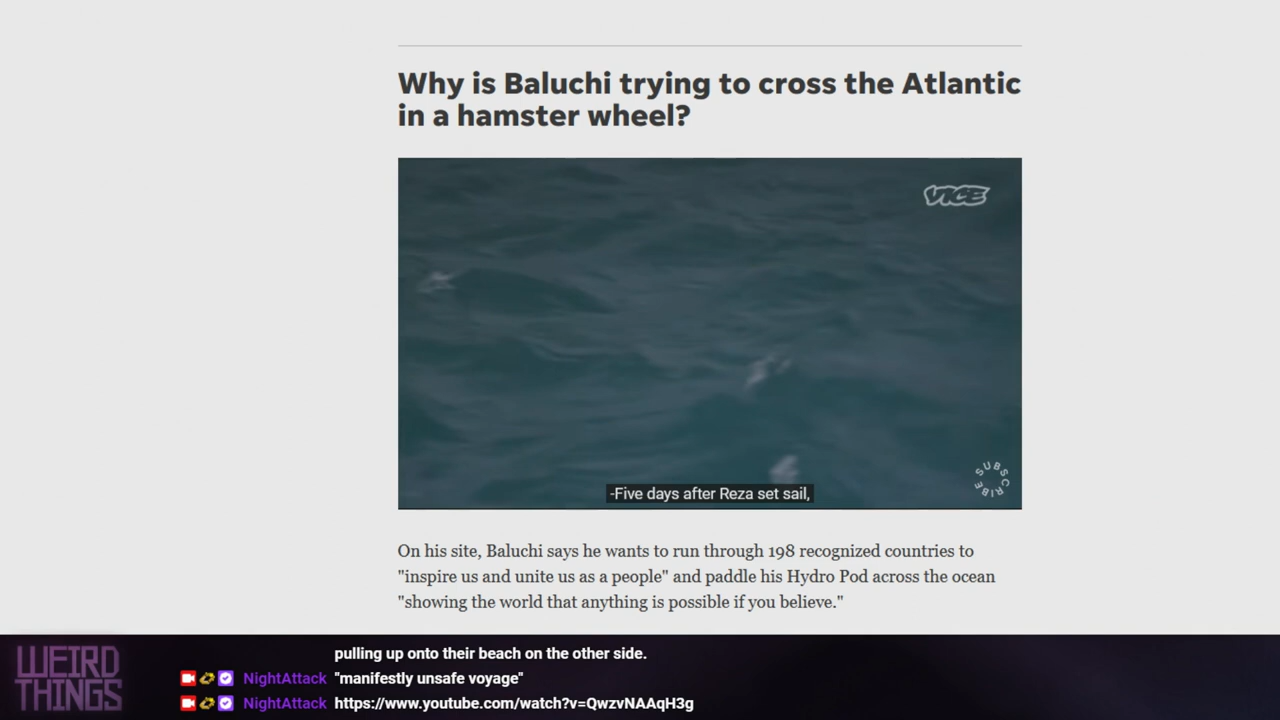 Why is Baluchi trying to cross the Atlantic
in a hamster wheel?
VICE
SUBSCRIBE
-Five days after Reza set sail,
On his site, Baluchi says he wants to run through 198 recognized countries to
"inspire us and unite us as a people" and paddle his Hydro Pod across the ocean
"showing the world that anything is possible if you believe."
WEIRD
THINGS
pulling up onto their beach on the other side.
NightAttack "manifestly unsafe voyage"
NightAttack https://www.youtube.com/watch?v=QwzvNAAqH3g